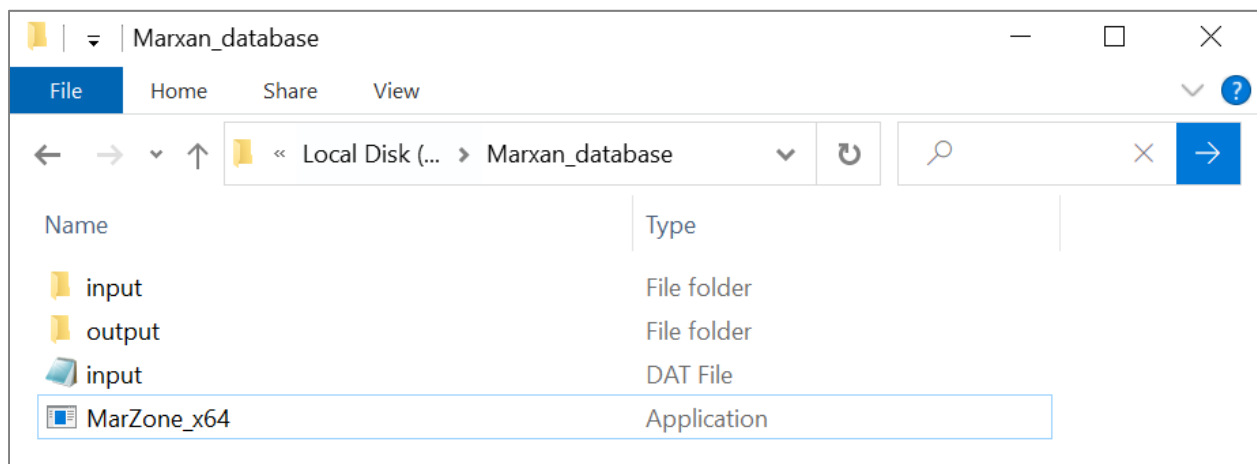 Marxan_database
File Home Share View ?
« Local Disk (... > Marxan_database
Name Type
input File folder
output File folder
input DAT File
MarZone_x64 Application